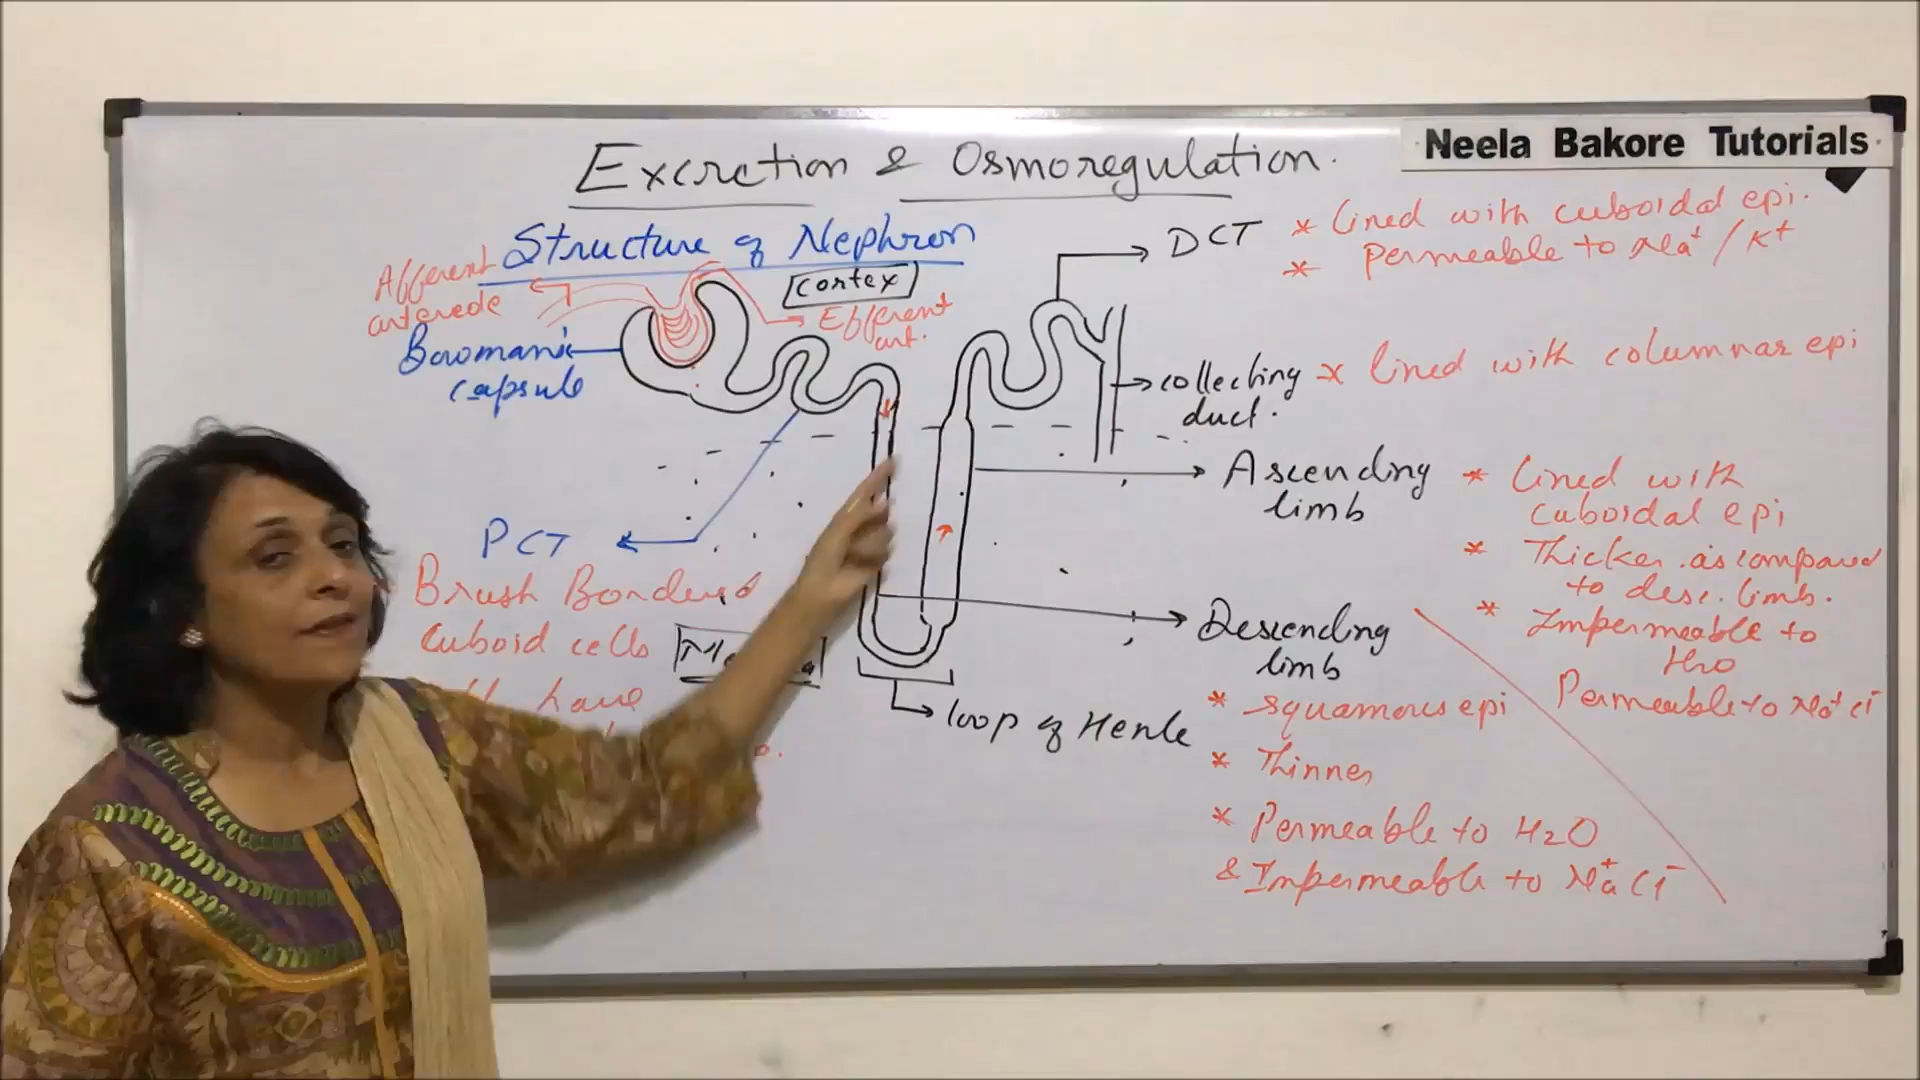 Neela Bakore Tutorials
Excretion & Osmoregulation.
Structure of Nephron
Afferent
arteriole
Cortex
Efferent
art.
Bowman's
capsule
DCT
* lined with cuboidal epi.
* permeable to Na+ / K+
collecting
duct.
* lined with columnar epi
Ascending
limb
* lined with
cuboidal epi
* Thicker as compared
to desc. limb.
* Impermeable to
H2O
Permeable to Na+ Cl-
PCT
Brush Bordered
cuboid cells
have
Descending
limb
* squamous epi
* Thinner
* Permeable to H2O
& Impermeable to Na+ Cl-
loop of Henle